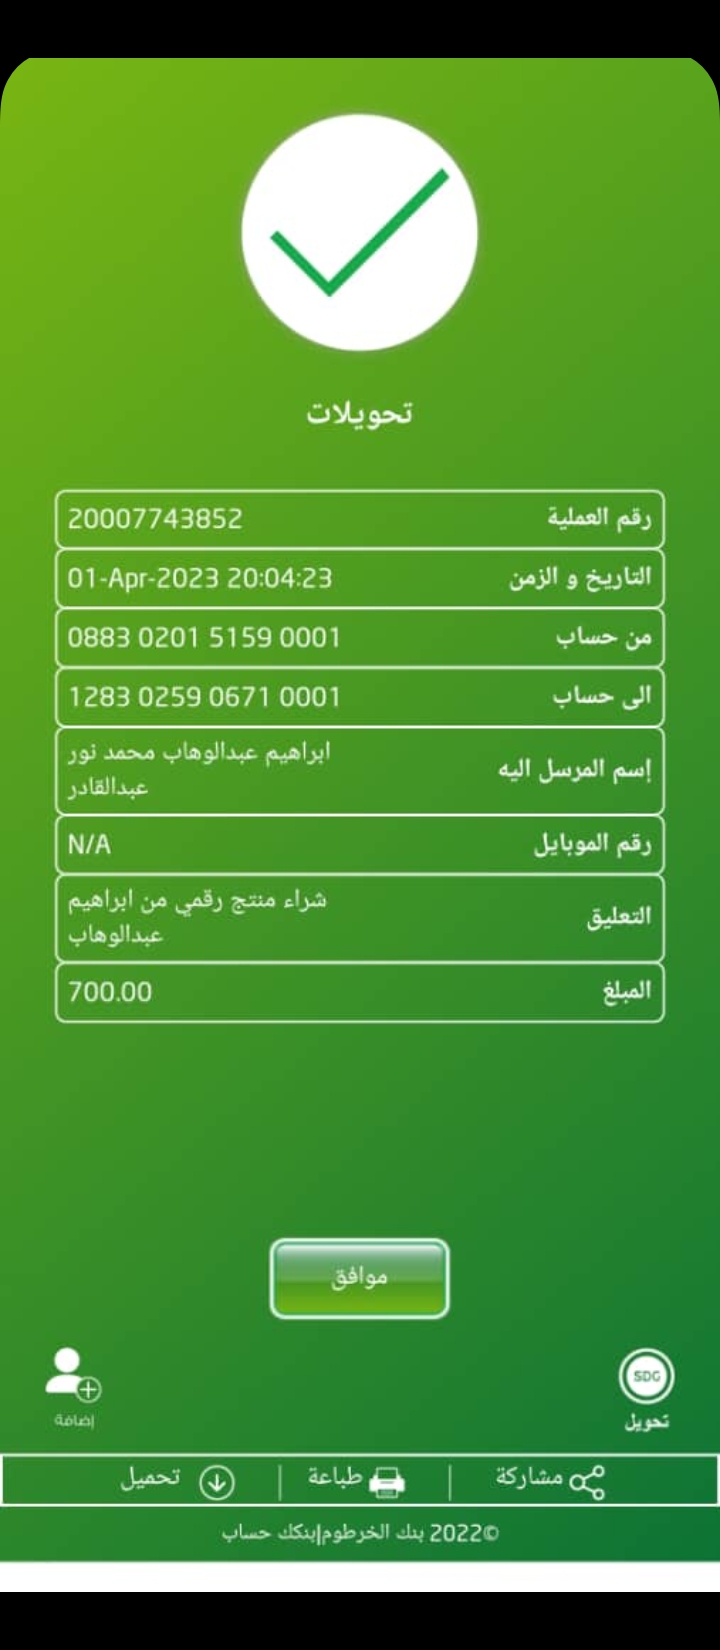 تحويلات
رقم العملية 20007743852
التاريخ و الزمن 01-Apr-2023 20:04:23
من حساب 0883 0201 5159 0001
الى حساب 1283 0259 0671 0001
إسم المرسل اليه ابراهيم عبدالوهاب محمد نور
عبدالقادر
رقم الموبايل N/A
التعليق شراء منتج رقمي من ابراهيم
عبدالوهاب
المبلغ 700.00
موافق
SDG
تحويل
إضافة
مشاركة | طباعة | تحميل
©2022 بنك الخرطوم|بنكك حساب